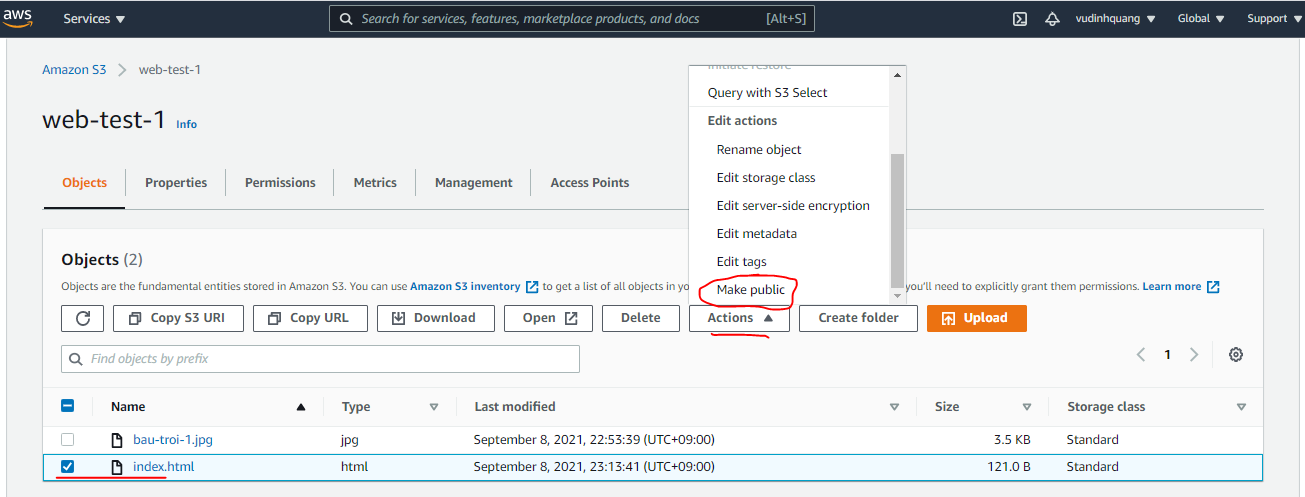 aws Services Search for services, features, marketplace products, and docs [Alt+S] vudinhquang Global Support
Amazon S3 web-test-1
web-test-1 Info
Objects Properties Permissions Metrics Management Access Points
Initiate restore
Query with S3 Select
Edit actions
Rename object
Edit storage class
Edit server-side encryption
Edit metadata
Edit tags
Make public
Objects (2)
Objects are the fundamental entities stored in Amazon S3. You can use Amazon S3 inventory to get a list of all objects in you'll need to explicitly grant them permissions. Learn more
Copy S3 URI Copy URL Download Open Delete Actions Create folder Upload
Find objects by prefix 1
Name Type Last modified Size Storage class
bau-troi-1.jpg jpg September 8, 2021, 22:53:39 (UTC+09:00) 3.5 KB Standard
index.html html September 8, 2021, 23:13:41 (UTC+09:00) 121.0 B Standard